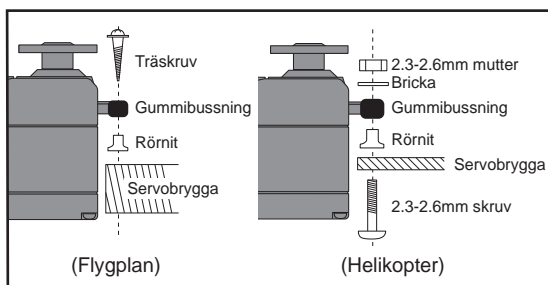 Träskruv
Gummibussning
Rörnit
Servobrygga
(Flygplan)
2.3-2.6mm mutter
Bricka
Gummibussning
Rörnit
Servobrygga
2.3-2.6mm skruv
(Helikopter)